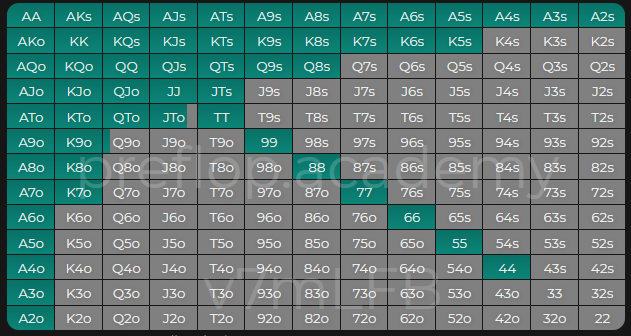 AA AKs AQs AJs ATs A9s A8s A7s A6s A5s A4s A3s A2s
AKo KK KQs KJs KTs K9s K8s K7s K6s K5s K4s K3s K2s
AQo KQo QQ QJs QTs Q9s Q8s Q7s Q6s Q5s Q4s Q3s Q2s
AJo KJo QJo JJ JTs J9s J8s J7s J6s J5s J4s J3s J2s
ATo KTo QTo JTo TT T9s T8s T7s T6s T5s T4s T3s T2s
A9o K9o Q9o J9o T9o 99 98s 97s 96s 95s 94s 93s 92s
A8o K8o Q8o J8o T8o 98o 88 87s 86s 85s 84s 83s 82s
preflop.academy
A7o K7o Q7o J7o T7o 97o 87o 77 76s 75s 74s 73s 72s
A6o K6o Q6o J6o T6o 96o 86o 76o 66 65s 64s 63s 62s
A5o K5o Q5o J5o T5o 95o 85o 75o 65o 55 54s 53s 52s
A4o K4o Q4o J4o T4o 94o 84o 74o 64o 54o 44 43s 42s
v7mLFB
A3o K3o Q3o J3o T3o 93o 83o 73o 63o 53o 43o 33 32s
A2o K2o Q2o J2o T2o 92o 82o 72o 62o 52o 42o 32o 22